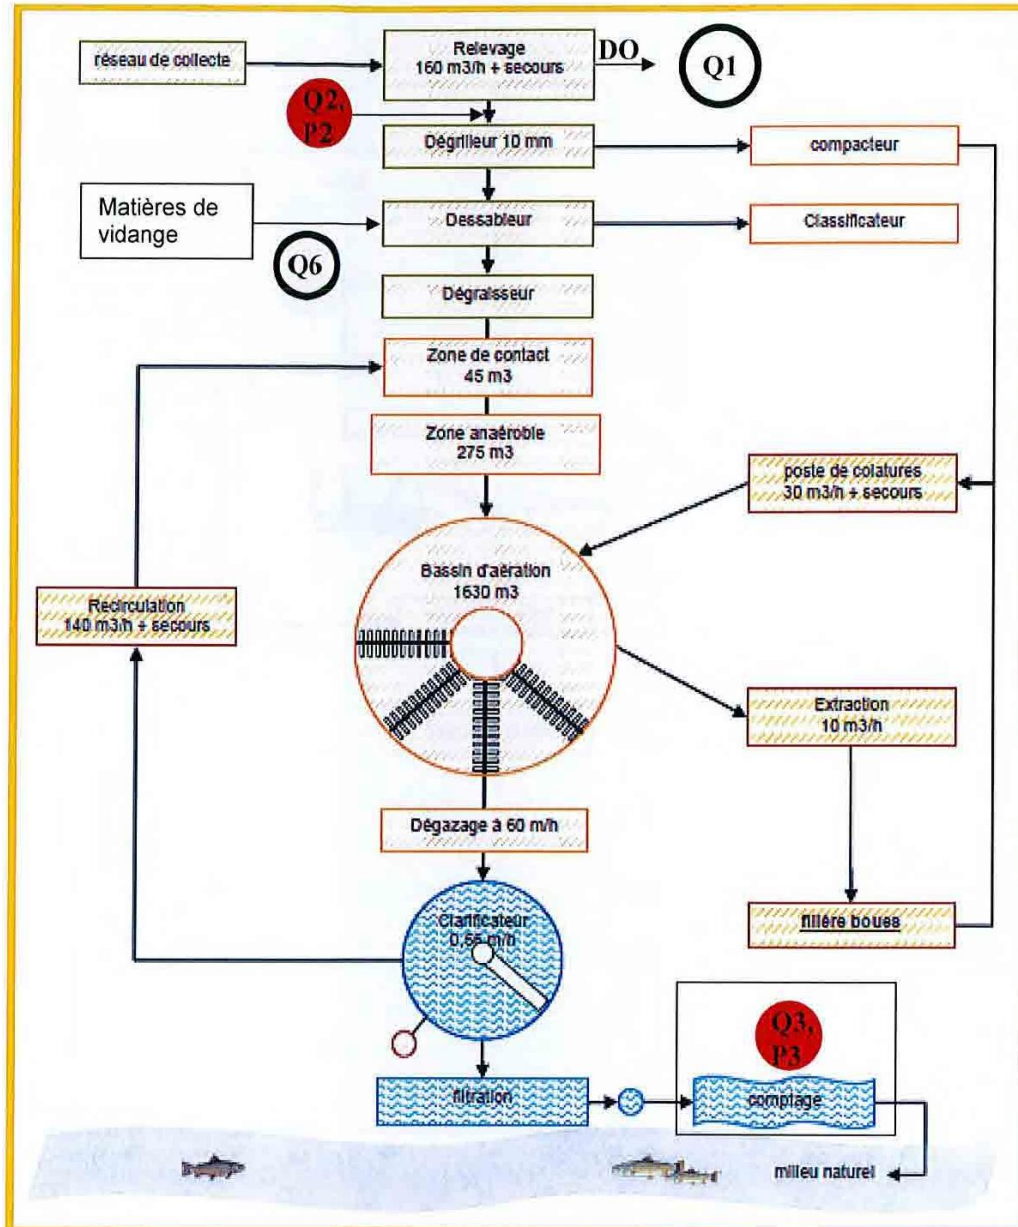 réseau de collecte
Relevage
160 m3/h + secours
DO
Q1
Q2,
P2
Dégrilleur 10 mm
compacteur
Matières de
vidange
Q6
Dessableur
Classificateur
Dégraisseur
Zone de contact
45 m3
Zone anaérobie
275 m3
poste de colatures
30 m3/h + secours
Bassin d'aération
1630 m3
Recirculation
140 m3/h + secours
Extraction
10 m3/h
Dégazage à 60 m/h
Clarificateur
0,55 m/h
filière boues
Q3,
P3
filtration
comptage
milieu naturel